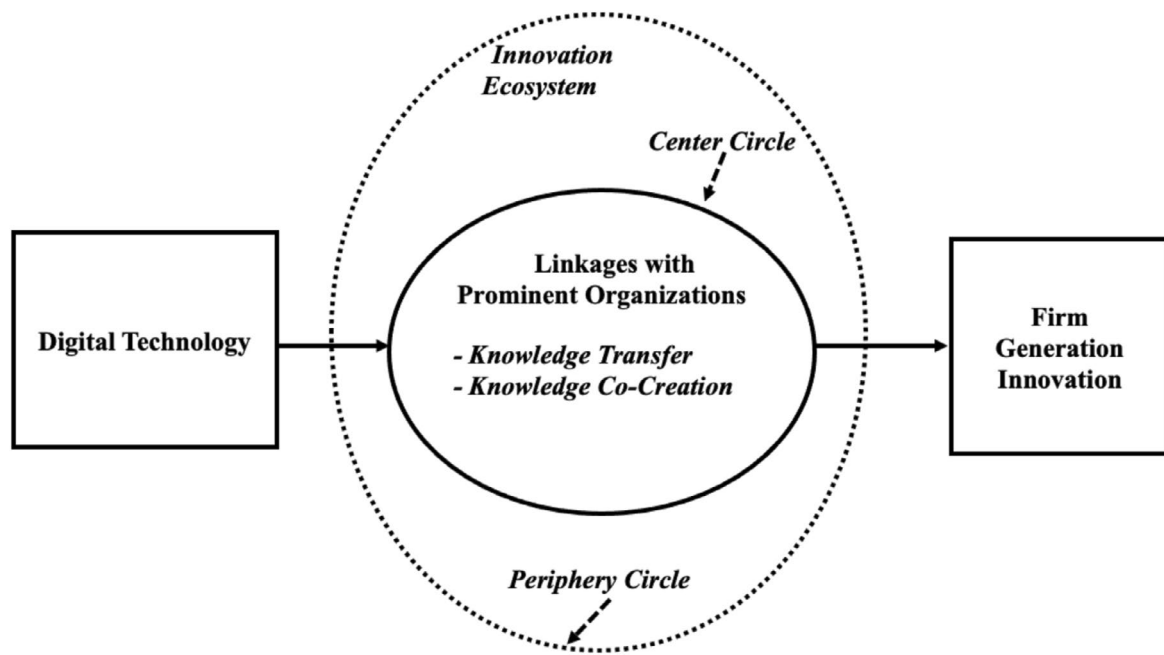 Innovation
Ecosystem
Center Circle
Linkages with
Prominent Organizations
- Knowledge Transfer
- Knowledge Co-Creation
Digital Technology
Firm
Generation
Innovation
Periphery Circle